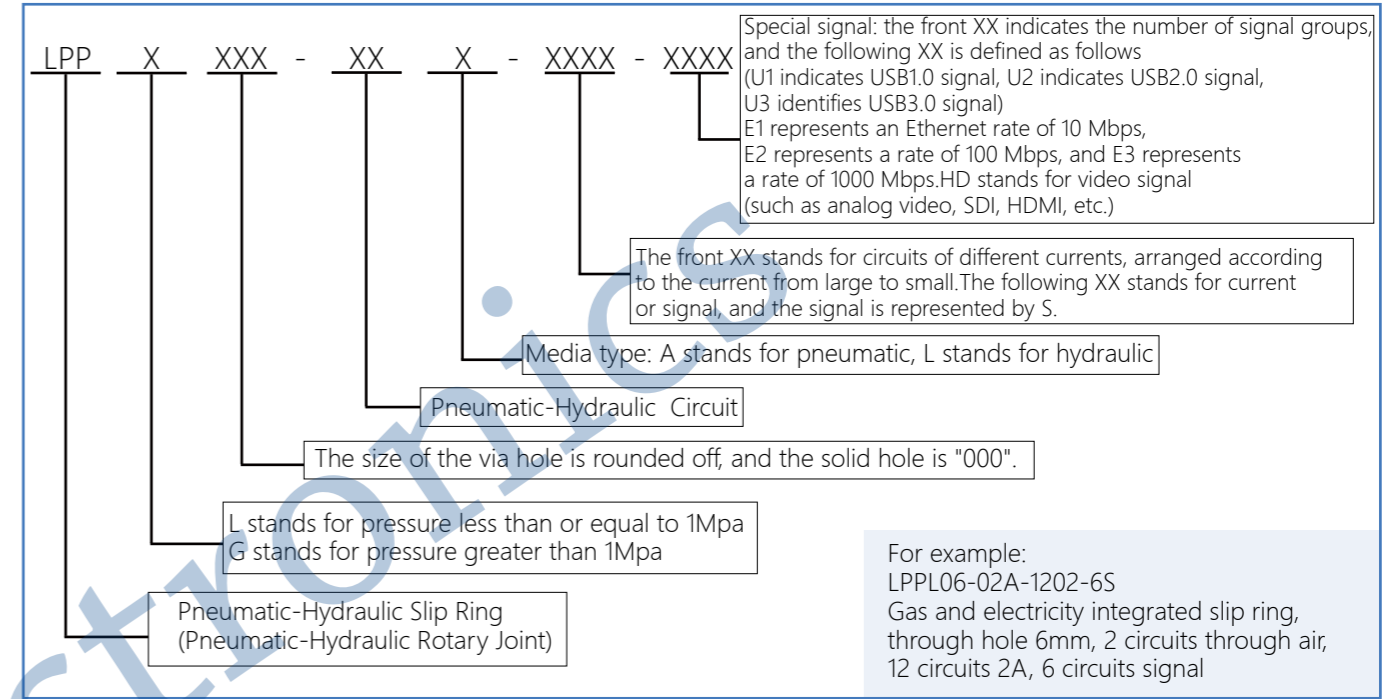 LPP X XXX - XX X - XXXX - XXXX
Special signal: the front XX indicates the number of signal groups,
and the following XX is defined as follows
(U1 indicates USB1.0 signal, U2 indicates USB2.0 signal,
U3 identifies USB3.0 signal)
E1 represents an Ethernet rate of 10 Mbps,
E2 represents a rate of 100 Mbps, and E3 represents
a rate of 1000 Mbps.HD stands for video signal
(such as analog video, SDI, HDMI, etc.)
The front XX stands for circuits of different currents, arranged according
to the current from large to small.The following XX stands for current
or signal, and the signal is represented by S.
Media type: A stands for pneumatic, L stands for hydraulic
Pneumatic-Hydraulic Circuit
The size of the via hole is rounded off, and the solid hole is "000".
L stands for pressure less than or equal to 1Mpa
G stands for pressure greater than 1Mpa
Pneumatic-Hydraulic Slip Ring
(Pneumatic-Hydraulic Rotary Joint)
For example:
LPPL06-02A-1202-6S
Gas and electricity integrated slip ring,
through hole 6mm, 2 circuits through air,
12 circuits 2A, 6 circuits signal
ctronics